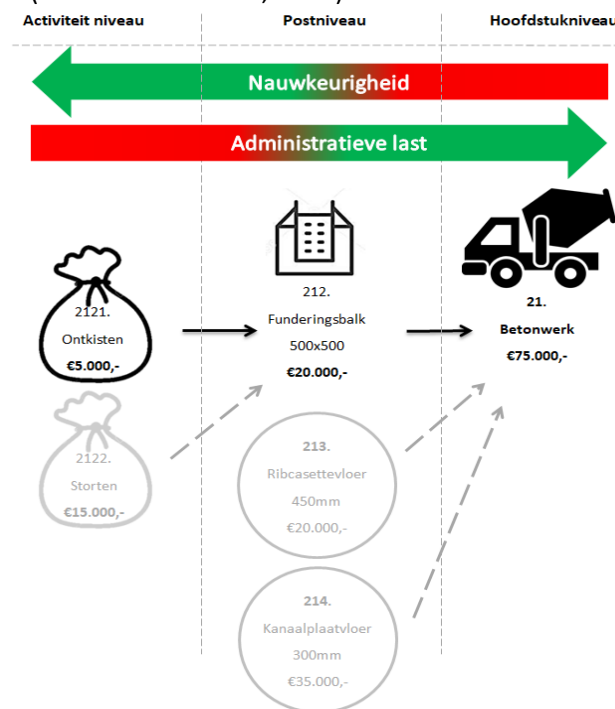 Activiteit niveau
Postniveau
Hoofdstukniveau
Nauwkeurigheid
Administratieve last
2121.
Ontkisten
€5.000,-
212.
Funderingsbalk
500x500
€20.000,-
21.
Betonwerk
€75.000,-
2122.
Storten
€15.000,-
213.
Ribcasettevloer
450mm
€20.000,-
214.
Kanaalplaatvloer
300mm
€35.000,-